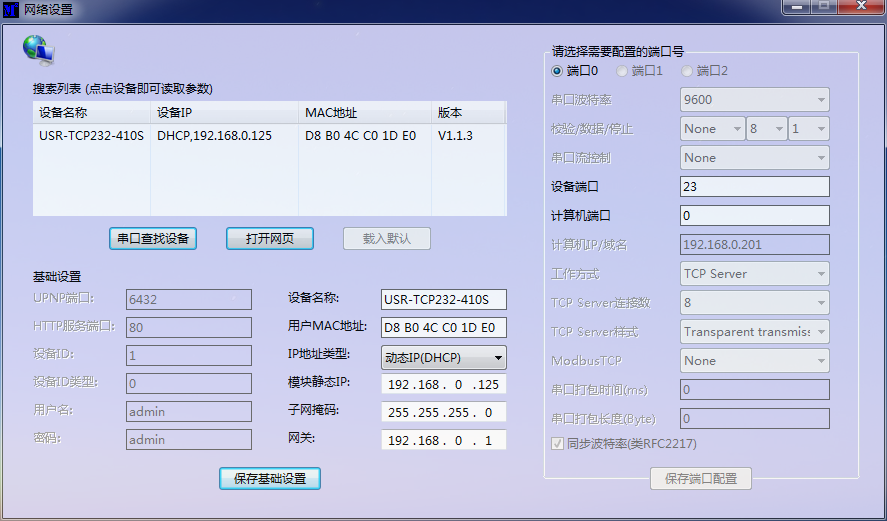 网络设置
搜索列表 (点击设备即可读取参数)
设备名称 设备IP MAC地址 版本
USR-TCP232-410S DHCP,192.168.0.125 D8 B0 4C C0 1D E0 V1.1.3
串口查找设备 打开网页 载入默认
基础设置
UPNP端口: 6432
HTTP服务端口: 80
设备ID: 1
设备ID类型: 0
用户名: admin
密码: admin
设备名称: USR-TCP232-410S
用户MAC地址: D8 B0 4C C0 1D E0
IP地址类型: 动态IP(DHCP)
模块静态IP: 192 .168 . 0 .125
子网掩码: 255 .255 .255 . 0
网关: 192 .168 . 0 . 1
保存基础设置
请选择需要配置的端口号
端口0 端口1 端口2
串口波特率 9600
校验/数据/停止 None 8 1
串口流控制 None
设备端口 23
计算机端口 0
计算机IP/域名 192.168.0.201
工作方式 TCP Server
TCP Server连接数 8
TCP Server样式 Transparent transmiss
ModbusTCP None
串口打包时间(ms) 0
串口打包长度(Byte) 0
同步波特率(类RFC2217)
保存端口配置